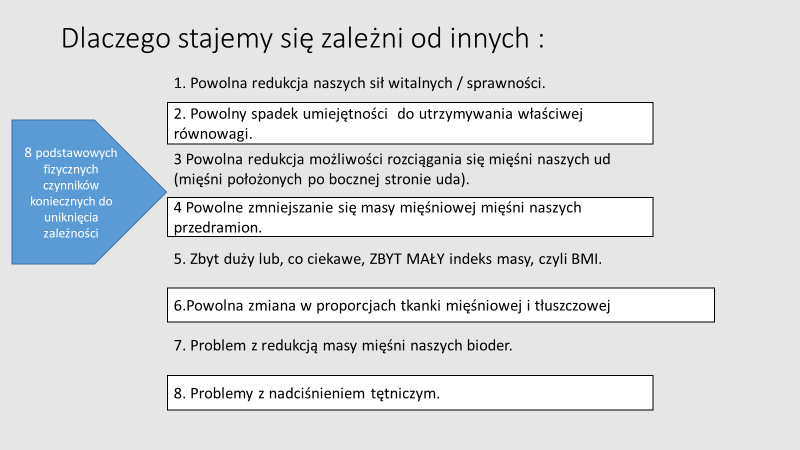 Dlaczego stajemy się zależni od innych :
8 podstawowych
fizycznych
czynników
koniecznych do
uniknięcia
zależności
1. Powolna redukcja naszych sił witalnych / sprawności.
2. Powolny spadek umiejętności do utrzymywania właściwej
równowagi.
3 Powolna redukcja możliwości rozciągania się mięśni naszych ud
(mięśni położonych po bocznej stronie uda).
4 Powolne zmniejszanie się masy mięśniowej mięśni naszych
przedramion.
5. Zbyt duży lub, co ciekawe, ZBYT MAŁY indeks masy, czyli BMI.
6.Powolna zmiana w proporcjach tkanki mięśniowej i tłuszczowej
7. Problem z redukcją masy mięśni naszych bioder.
8. Problemy z nadciśnieniem tętniczym.